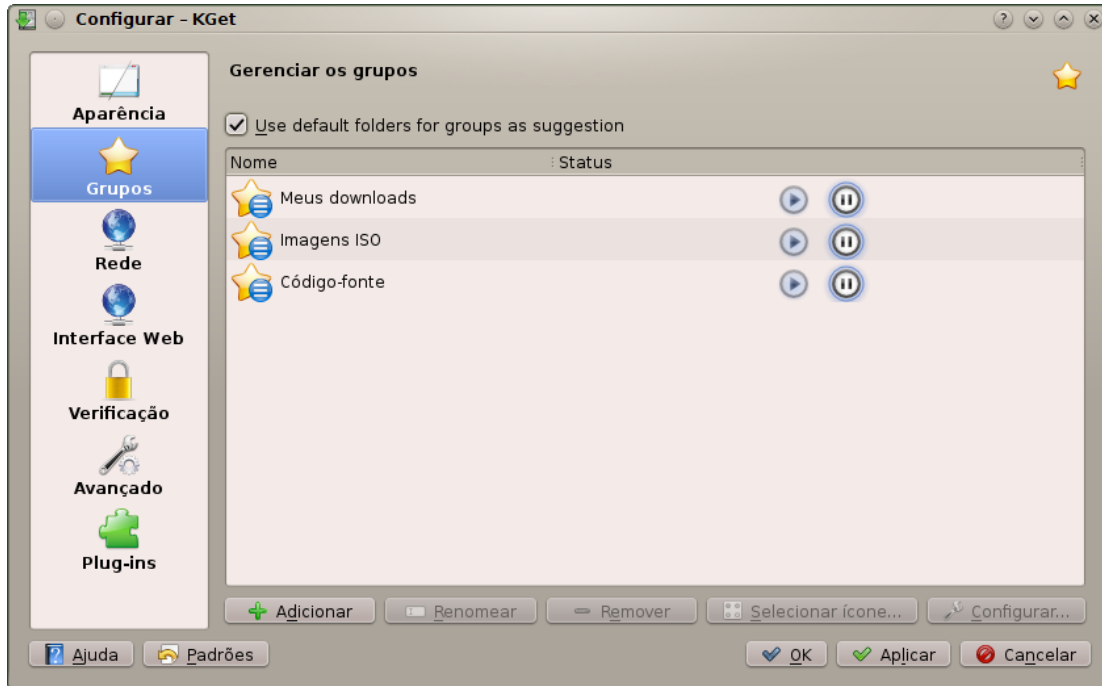 Configurar – KGet
Aparência
Grupos
Rede
Interface Web
Verificação
Avançado
Plug-ins
Gerenciar os grupos
Use default folders for groups as suggestion
Nome Status
Meus downloads
Imagens ISO
Código-fonte
Adicionar Renomear Remover Selecionar ícone... Configurar...
Ajuda Padrões OK Aplicar Cancelar